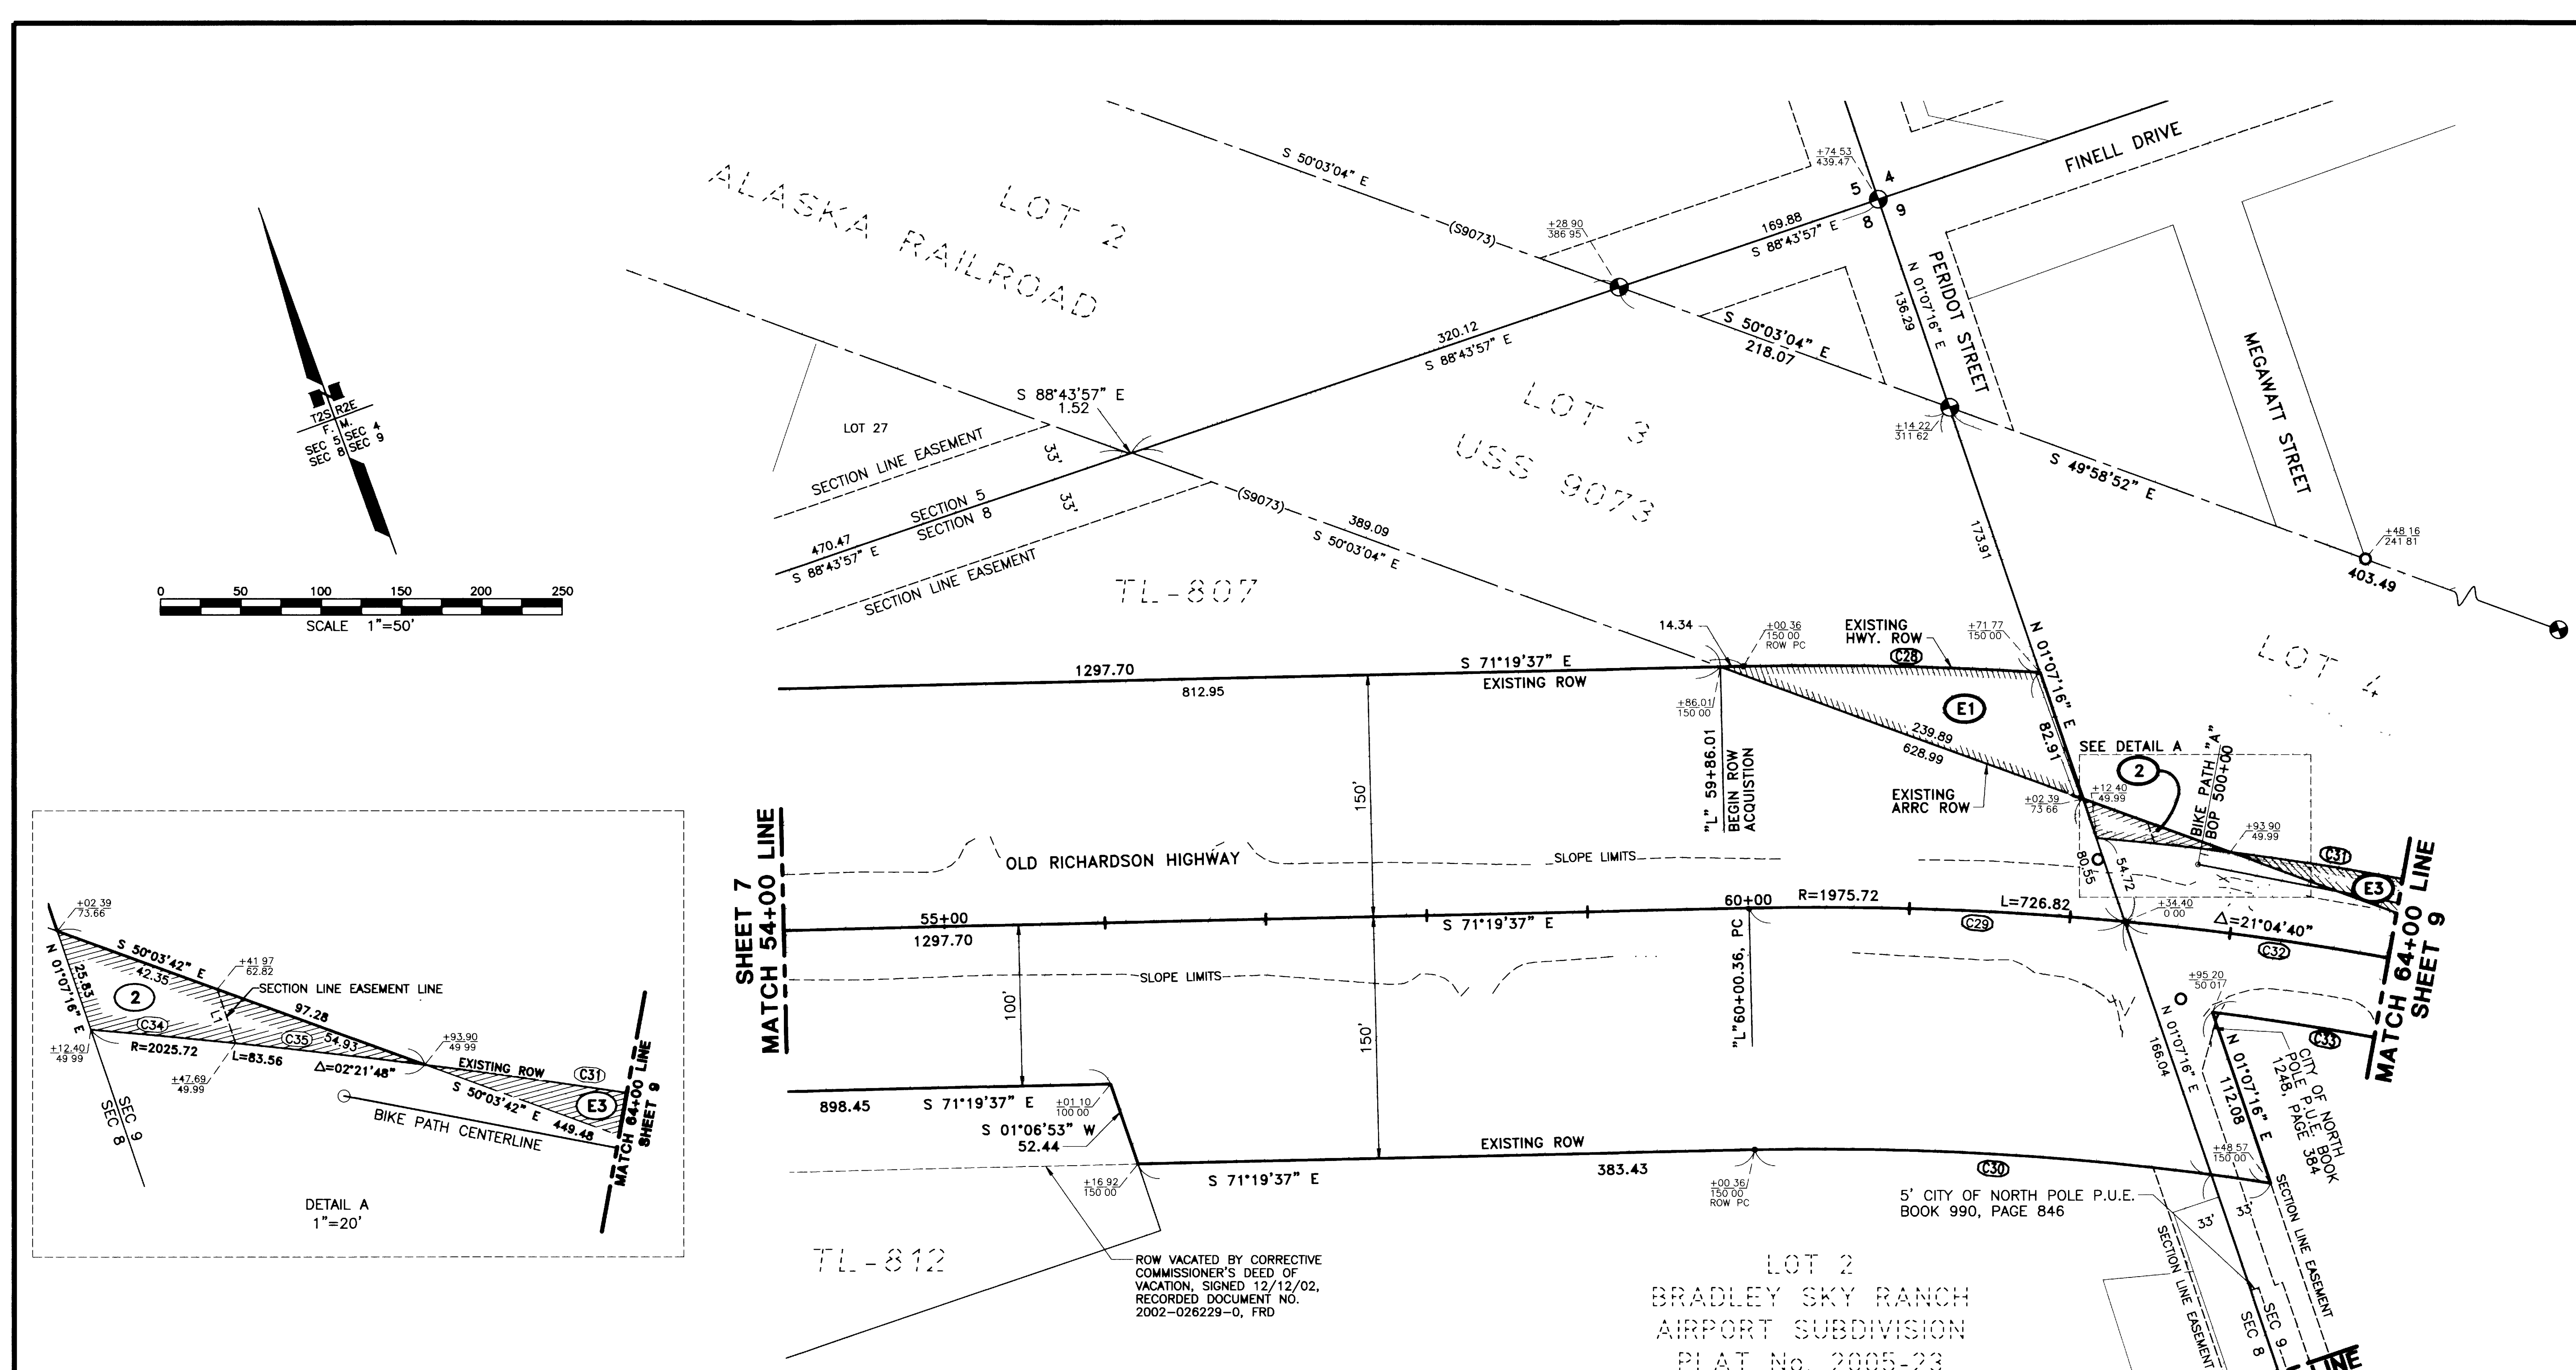 ALASKA RAILROAD
LOT 2
S 50°03'04" E
(S9073)
+28 90
386 95
+74 53
439.47
5
4
8
9
FINELL DRIVE
169.88
S 88°43'57" E
N 01°07'16" E
136.29
PERIDOT STREET
MEGAWATT STREET
320.12
S 88°43'57" E
S 50°03'04" E
218.07
+14.22
311 62
S 49°58'52" E
+48.16
241 81
403.49
LOT 3
USS 9073
LOT 4
173.91
T2S R2E
F. M.
SEC 5 SEC 4
SEC 8 SEC 9
0 50 100 150 200 250
SCALE 1"=50'
S 88°43'57" E
1.52
LOT 27
SECTION LINE EASEMENT
33'
33'
SECTION 5
SECTION 8
470.47
S 88°43'57" E
SECTION LINE EASEMENT
(S9073)
389.09
S 50°03'04" E
TL-807
14.34
+00.36
150 00
ROW PC
EXISTING
HWY. ROW
+71.77
150 00
C28
N 01°07'16" E
82.91
1297.70
812.95
S 71°19'37" E
EXISTING ROW
+86.01
150 00
E1
239.89
628.99
"L" 59+86.01
BEGIN ROW
ACQUISTION
EXISTING
ARRC ROW
SEE DETAIL A
2
BIKE PATH "A"
BOP 500+00
+02 39
73 66
+12.40
49.99
+93.90
49.99
C31
E3
150'
SHEET 7
MATCH 54+00 LINE
OLD RICHARDSON HIGHWAY
SLOPE LIMITS
80.55
54.72
55+00
1297.70
S 71°19'37" E
60+00
R=1975.72
C29
L=726.82
+34.40
0 00
Δ=21°04'40"
C32
MATCH 64+00 LINE
SHEET 9
SLOPE LIMITS
100'
150'
"L"60+00.36, PC
+95.20
50 01
C33
N 01°07'16" E
166.04
N 01°07'16" E
112.08
CITY OF NORTH
POLE P.U.E. BOOK
1248, PAGE 384
898.45
S 71°19'37" E
+01.10
100 00
S 01°06'53" W
52.44
+16.92
150 00
S 71°19'37" E
EXISTING ROW
383.43
+00.36
150 00
ROW PC
C30
+48.57
150.00
5' CITY OF NORTH POLE P.U.E.
BOOK 990, PAGE 846
33'
33'
SECTION LINE EASEMENT
SECTION LINE EASEMENT
SEC 8
SEC 9
LINE
TL-812
ROW VACATED BY CORRECTIVE
COMMISSIONER'S DEED OF
VACATION, SIGNED 12/12/02,
RECORDED DOCUMENT NO.
2002-026229-0, FRD
LOT 2
BRADLEY SKY RANCH
AIRPORT SUBDIVISION
PLAT No. 2005-23
+02.39
73.66
S 50°03'42" E
42.35
+41 97
62.82
SECTION LINE EASEMENT LINE
N 01°07'16" E
25.83
2
L1
97.28
54.93
C34
C35
+93.90
49 99
+12.40
49 99
R=2025.72
L=83.56
Δ=02°21'48"
+47.69
49.99
EXISTING ROW
C31
S 50°03'42" E
449.48
E3
BIKE PATH CENTERLINE
SEC 9
SEC 8
MATCH 64+00 LINE
SHEET 9
DETAIL A
1"=20'